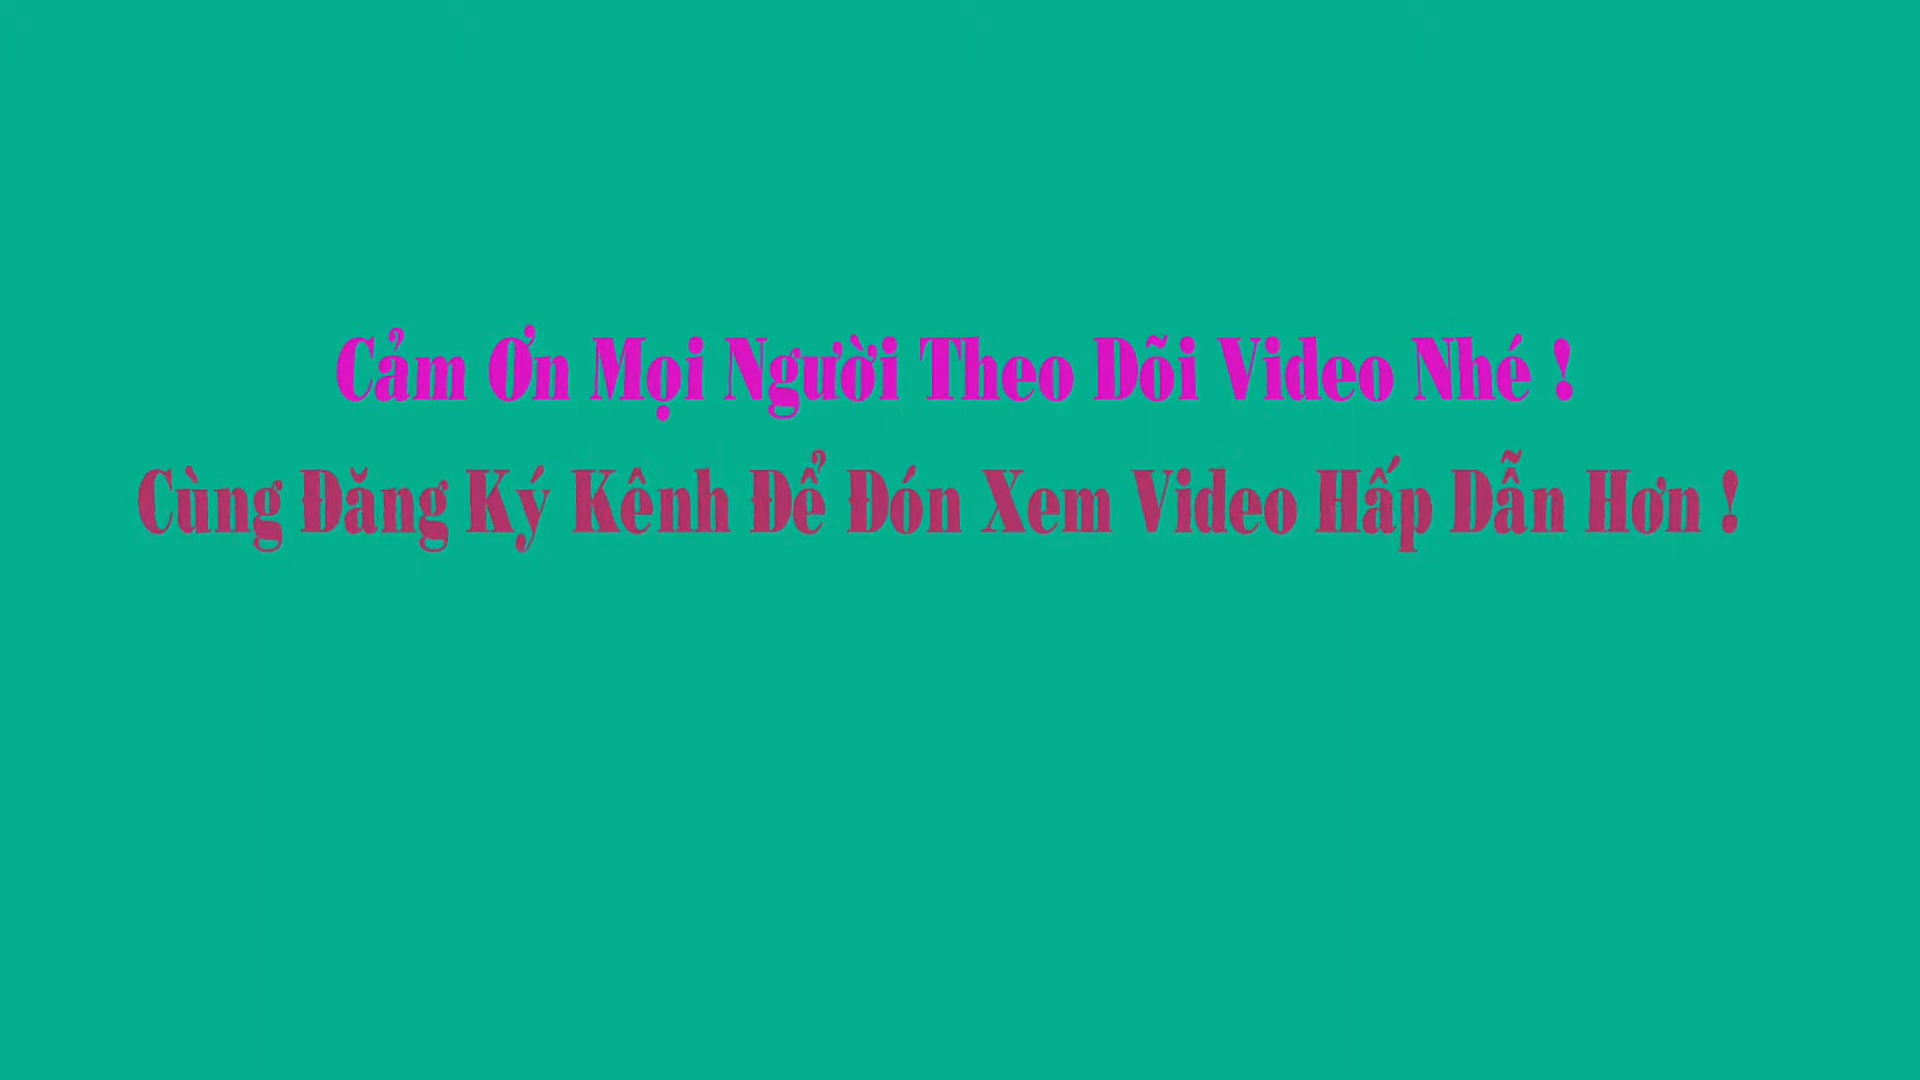 Cảm Ơn Mọi Người Theo Dõi Video Nhé !
Cùng Đăng Ký Kênh Để Đón Xem Video Hấp Dẫn Hơn !